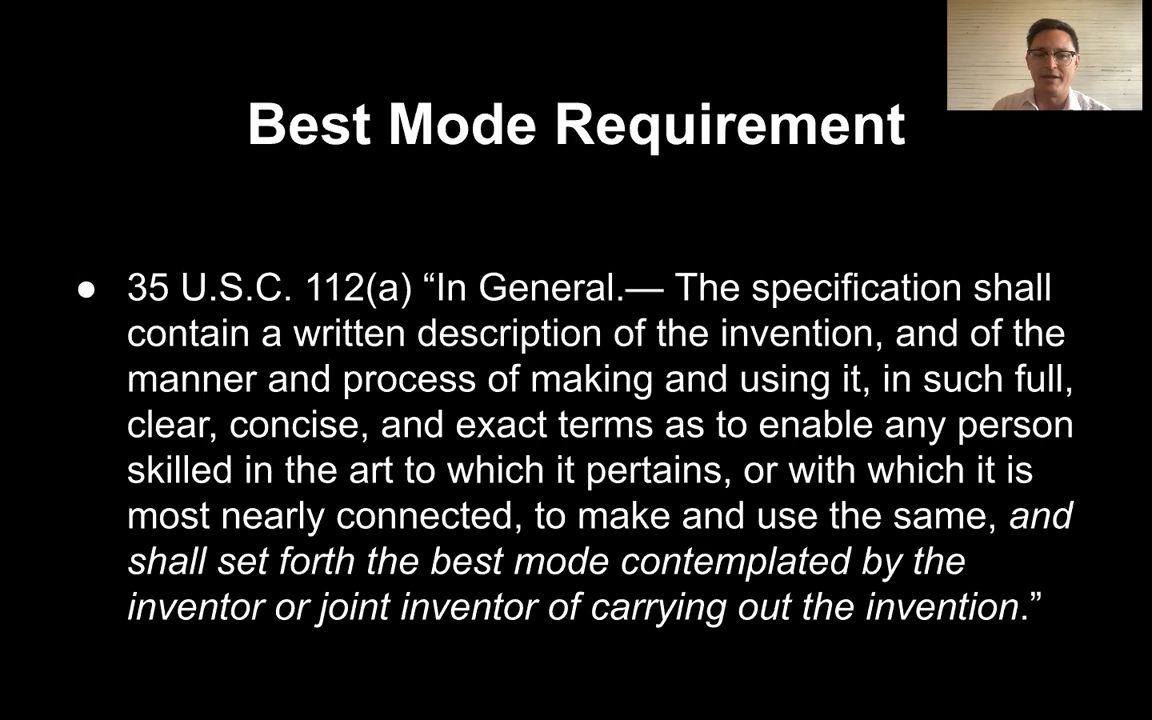 Best Mode Requirement
● 35 U.S.C. 112(a) “In General.— The specification shall
contain a written description of the invention, and of the
manner and process of making and using it, in such full,
clear, concise, and exact terms as to enable any person
skilled in the art to which it pertains, or with which it is
most nearly connected, to make and use the same, and
shall set forth the best mode contemplated by the
inventor or joint inventor of carrying out the invention.”